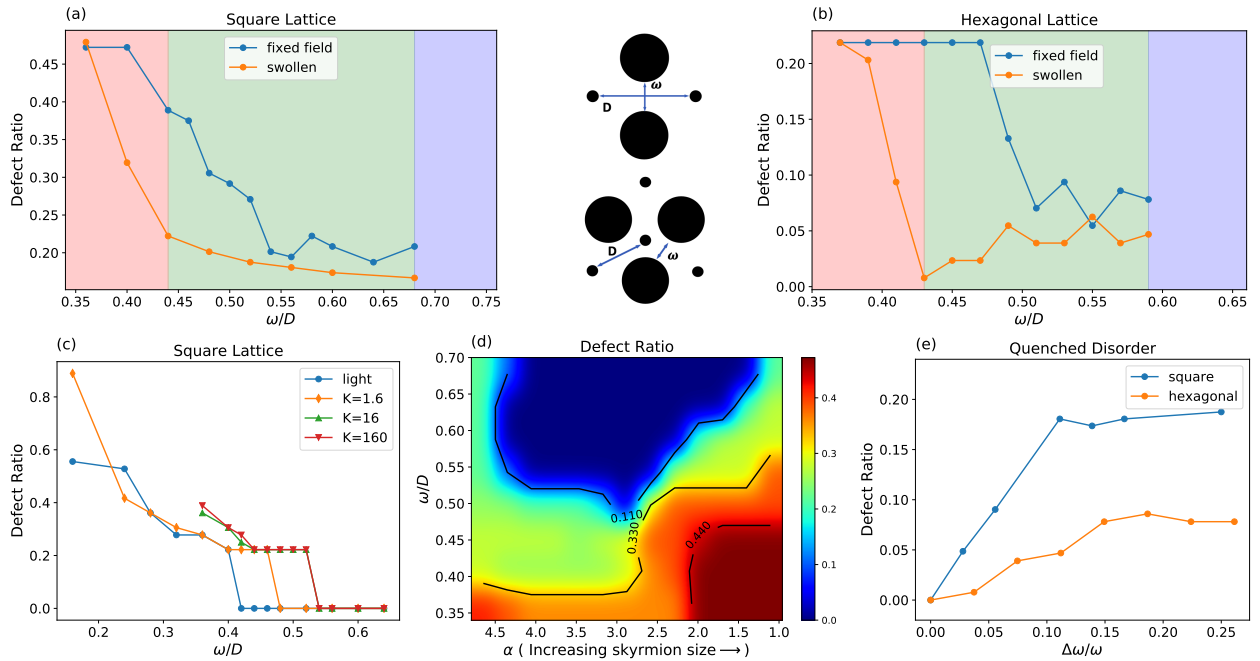 (a)
Square Lattice
fixed field
swollen
Defect Ratio
0.45
0.40
0.35
0.30
0.25
0.20
0.35 0.40 0.45 0.50 0.55 0.60 0.65 0.70 0.75
ω/D
ω
D
D
ω
(b)
Hexagonal Lattice
fixed field
swollen
Defect Ratio
0.20
0.15
0.10
0.05
0.00
0.35 0.40 0.45 0.50 0.55 0.60 0.65
ω/D
(c)
Square Lattice
light
K=1.6
K=16
K=160
Defect Ratio
0.8
0.6
0.4
0.2
0.0
0.2 0.3 0.4 0.5 0.6
ω/D
(d)
Defect Ratio
ω/D
0.70
0.65
0.60
0.55
0.50
0.45
0.40
0.35
0.110
0.330
0.440
4.5 4.0 3.5 3.0 2.5 2.0 1.5 1.0
α ( Increasing skyrmion size ⟶ )
0.4
0.3
0.2
0.1
0.0
(e)
Quenched Disorder
square
hexagonal
Defect Ratio
0.20
0.15
0.10
0.05
0.00
0.00 0.05 0.10 0.15 0.20 0.25
Δω/ω